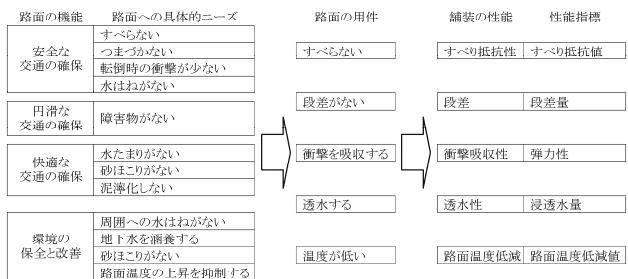 路面の機能 路面への具体的ニーズ 路面の用件 舗装の性能 性能指標
安全な
交通の確保
すべらない
つまづかない
転倒時の衝撃が少ない
水はねがない
円滑な
交通の確保
障害物がない
快適な
交通の確保
水たまりがない
砂ほこりがない
泥濘化しない
環境の
保全と改善
周囲への水はねがない
地下水を涵養する
砂ほこりがない
路面温度の上昇を抑制する
すべらない
段差がない
衝撃を吸収する
透水する
温度が低い
すべり抵抗性 すべり抵抗値
段差 段差量
衝撃吸収性 弾力性
透水性 浸透水量
路面温度低減 路面温度低減値